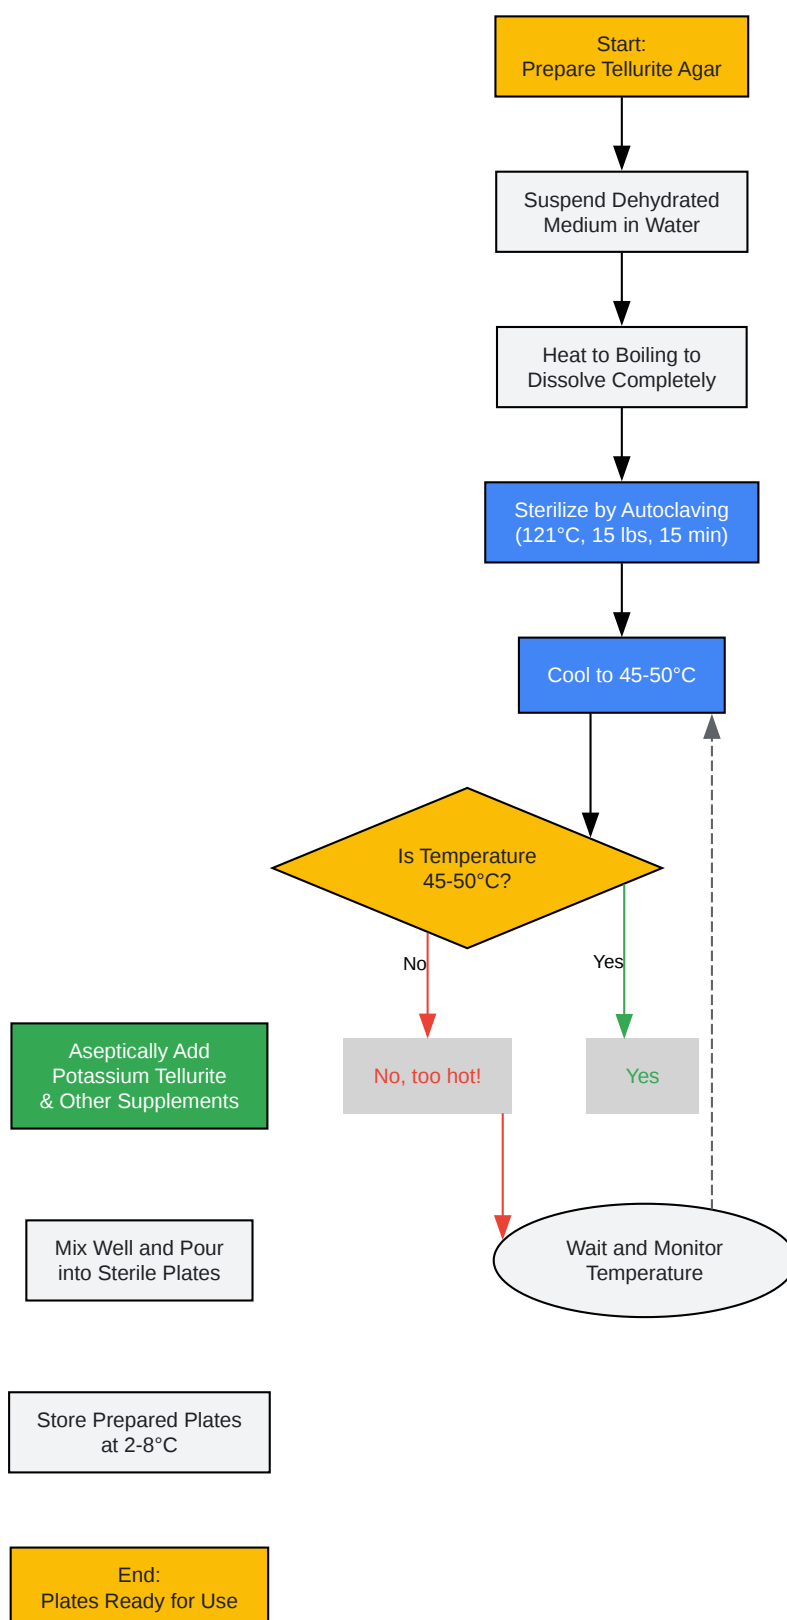 Start:
Prepare Tellurite Agar
Suspend Dehydrated
Medium in Water
Heat to Boiling to
Dissolve Completely
Sterilize by Autoclaving
(121°C, 15 lbs, 15 min)
Cool to 45-50°C
Is Temperature
45-50°C?
No
Yes
Aseptically Add
Potassium Tellurite
& Other Supplements
No, too hot!
Yes
Mix Well and Pour
into Sterile Plates
Wait and Monitor
Temperature
Store Prepared Plates
at 2-8°C
End:
Plates Ready for Use